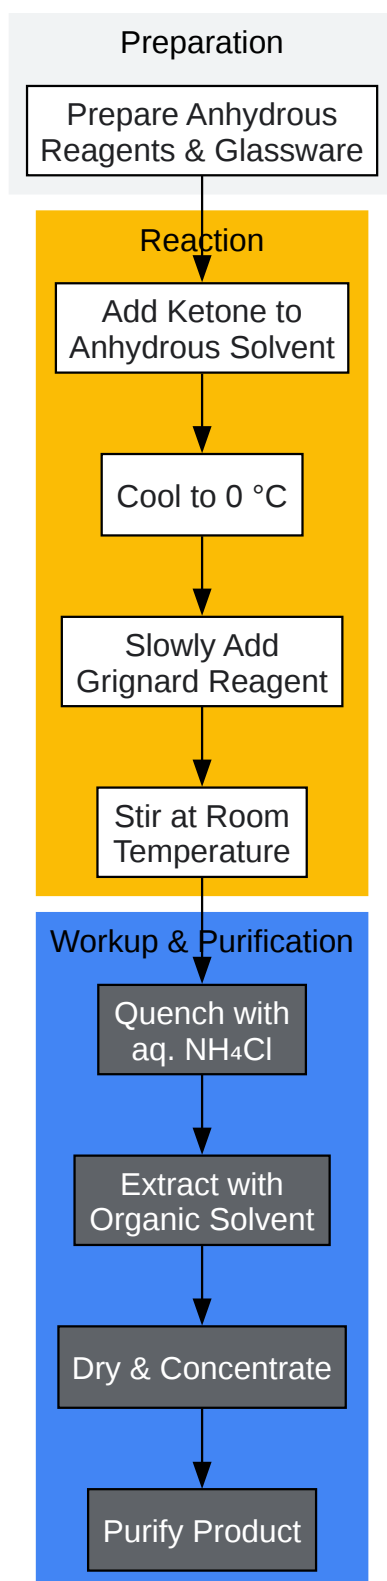 Preparation
Prepare Anhydrous
Reagents & Glassware
Reaction
Add Ketone to
Anhydrous Solvent
Cool to 0 °C
Slowly Add
Grignard Reagent
Stir at Room
Temperature
Workup & Purification
Quench with
aq. NH₄Cl
Extract with
Organic Solvent
Dry & Concentrate
Purify Product